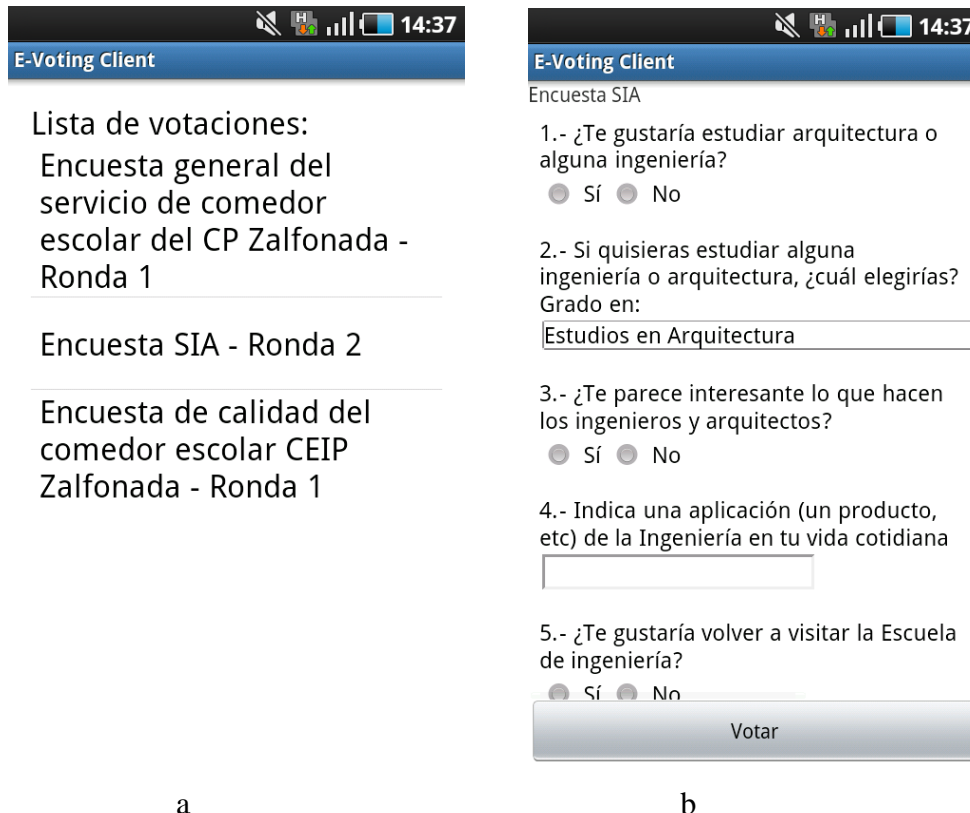 H 14:37
E-Voting Client
Lista de votaciones:
Encuesta general del
servicio de comedor
escolar del CP Zalfonada -
Ronda 1
Encuesta SIA - Ronda 2
Encuesta de calidad del
comedor escolar CEIP
Zalfonada - Ronda 1
a
H 14:37
E-Voting Client
Encuesta SIA
1.- ¿Te gustaría estudiar arquitectura o
alguna ingeniería?
Sí No
2.- Si quisieras estudiar alguna
ingeniería o arquitectura, ¿cuál elegirías?
Grado en:
Estudios en Arquitectura
3.- ¿Te parece interesante lo que hacen
los ingenieros y arquitectos?
Sí No
4.- Indica una aplicación (un producto,
etc) de la Ingeniería en tu vida cotidiana
5.- ¿Te gustaría volver a visitar la Escuela
de ingeniería?
Sí No
Votar
b